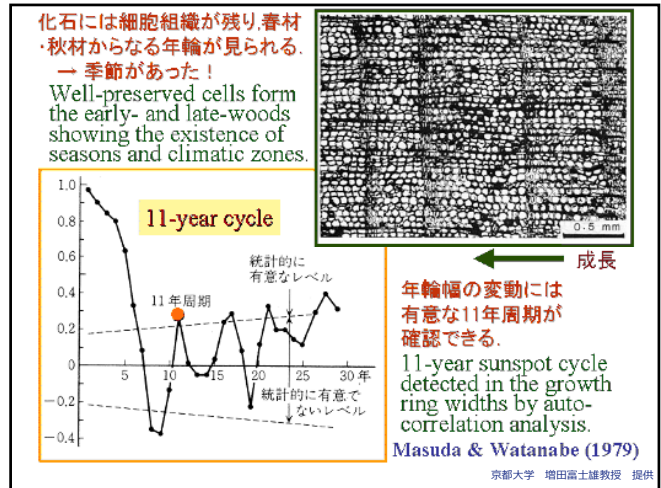 化石には細胞組織が残り,春材
・秋材からなる年輪が見られる.
→ 季節があった！
Well-preserved cells form
the early- and late-woods
showing the existence of
seasons and climatic zones.
0.5 mm
成長
11-year cycle
1.0
0.8
0.6
0.4
0.2
0
-0.2
-0.4
5
10
15
20
25
30 年
11年周期
統計的に
有意なレベル
統計的に有意で
ないレベル
年輪幅の変動には
有意な11年周期が
確認できる.
11-year sunspot cycle
detected in the growth
ring widths by auto-
correlation analysis.
Masuda & Watanabe (1979)
京都大学 増田富士雄教授 提供